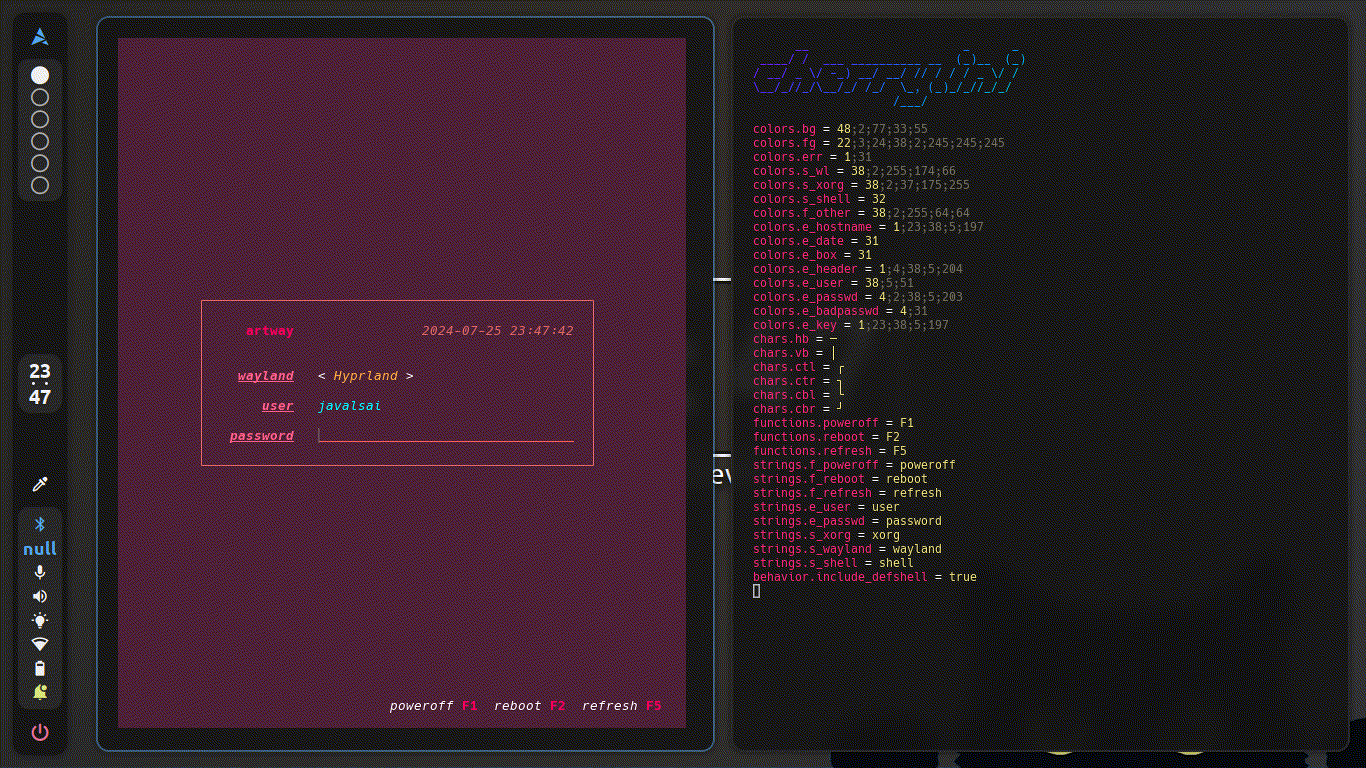 23
47
null
artway 2024-07-25 23:47:42
wayland < Hyprland >
user javalsai
password
poweroff F1 reboot F2 refresh F5
ev
colors.bg = 48;2;77;33;55
colors.fg = 22;3;24;38;2;245;245;245
colors.err = 1;31
colors.s_wl = 38;2;255;174;66
colors.s_xorg = 38;2;37;175;255
colors.s_shell = 32
colors.f_other = 38;2;255;64;64
colors.e_hostname = 1;23;38;5;197
colors.e_date = 31
colors.e_box = 31
colors.e_header = 1;4;38;5;204
colors.e_user = 38;5;51
colors.e_passwd = 4;2;38;5;203
colors.e_badpasswd = 4;31
colors.e_key = 1;23;38;5;197
chars.hb = ─
chars.vb = │
chars.ctl = ┌
chars.ctr = ┐
chars.cbl = └
chars.cbr = ┘
functions.poweroff = F1
functions.reboot = F2
functions.refresh = F5
strings.f_poweroff = poweroff
strings.f_reboot = reboot
strings.f_refresh = refresh
strings.e_user = user
strings.e_passwd = password
strings.s_xorg = xorg
strings.s_wayland = wayland
strings.s_shell = shell
behavior.include_defshell = true